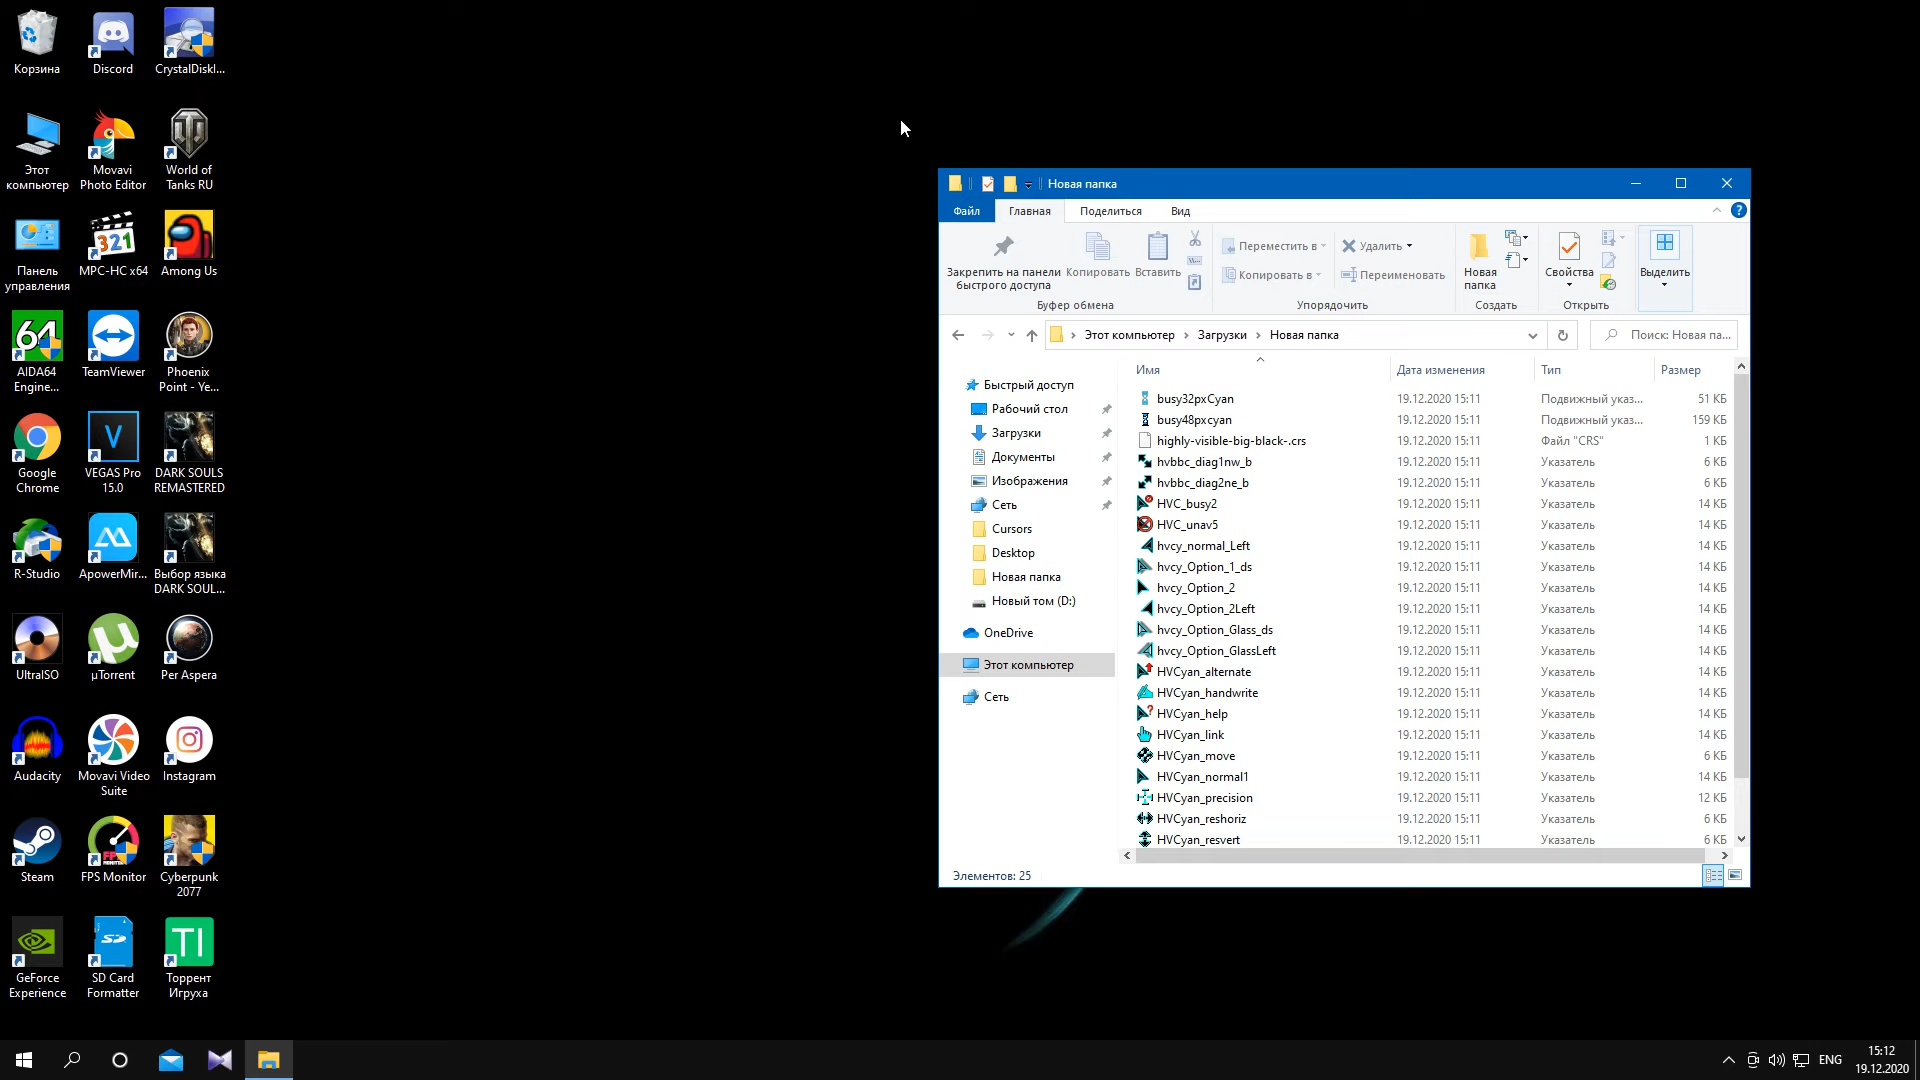 Корзина
Discord
CrystalDiskI...
Этот
компьютер
Movavi
Photo Editor
World of
Tanks RU
Панель
управления
MPC-HC x64
Among Us
AIDA64
Engine...
TeamViewer
Phoenix
Point - Ye...
Google
Chrome
VEGAS Pro
15.0
DARK SOULS
REMASTERED
R-Studio
ApowerMir...
Выбор языка
DARK SOUL...
UltraISO
µTorrent
Per Aspera
Audacity
Movavi Video
Suite
Instagram
Steam
FPS Monitor
Cyberpunk
2077
GeForce
Experience
SD Card
Formatter
Торрент
Игруха
Новая папка
Файл
Главная
Поделиться
Вид
Закрепить на панели
быстрого доступа
Копировать
Вставить
Буфер обмена
Переместить в
Копировать в
Удалить
Переименовать
Упорядочить
Новая
папка
Создать
Свойства
Открыть
Выделить
Этот компьютер
Загрузки
Новая папка
Поиск: Новая па...
Быстрый доступ
Рабочий стол
Загрузки
Документы
Изображения
Сеть
Cursors
Desktop
Новая папка
Новый том (D:)
OneDrive
Этот компьютер
Сеть
Имя Дата изменения Тип Размер
busy32pxCyan 19.12.2020 15:11 Подвижный указ... 51 КБ
busy48pxcyan 19.12.2020 15:11 Подвижный указ... 159 КБ
highly-visible-big-black-.crs 19.12.2020 15:11 Файл "CRS" 1 КБ
hvbbc_diag1nw_b 19.12.2020 15:11 Указатель 6 КБ
hvbbc_diag2ne_b 19.12.2020 15:11 Указатель 6 КБ
HVC_busy2 19.12.2020 15:11 Указатель 14 КБ
HVC_unav5 19.12.2020 15:11 Указатель 14 КБ
hvcy_normal_Left 19.12.2020 15:11 Указатель 14 КБ
hvcy_Option_1_ds 19.12.2020 15:11 Указатель 14 КБ
hvcy_Option_2 19.12.2020 15:11 Указатель 14 КБ
hvcy_Option_2Left 19.12.2020 15:11 Указатель 14 КБ
hvcy_Option_Glass_ds 19.12.2020 15:11 Указатель 14 КБ
hvcy_Option_GlassLeft 19.12.2020 15:11 Указатель 14 КБ
HVCyan_alternate 19.12.2020 15:11 Указатель 14 КБ
HVCyan_handwrite 19.12.2020 15:11 Указатель 14 КБ
HVCyan_help 19.12.2020 15:11 Указатель 14 КБ
HVCyan_link 19.12.2020 15:11 Указатель 14 КБ
HVCyan_move 19.12.2020 15:11 Указатель 6 КБ
HVCyan_normal1 19.12.2020 15:11 Указатель 14 КБ
HVCyan_precision 19.12.2020 15:11 Указатель 12 КБ
HVCyan_reshoriz 19.12.2020 15:11 Указатель 6 КБ
HVCyan_resvert 19.12.2020 15:11 Указатель 6 КБ
Элементов: 25
ENG
15:12
19.12.2020